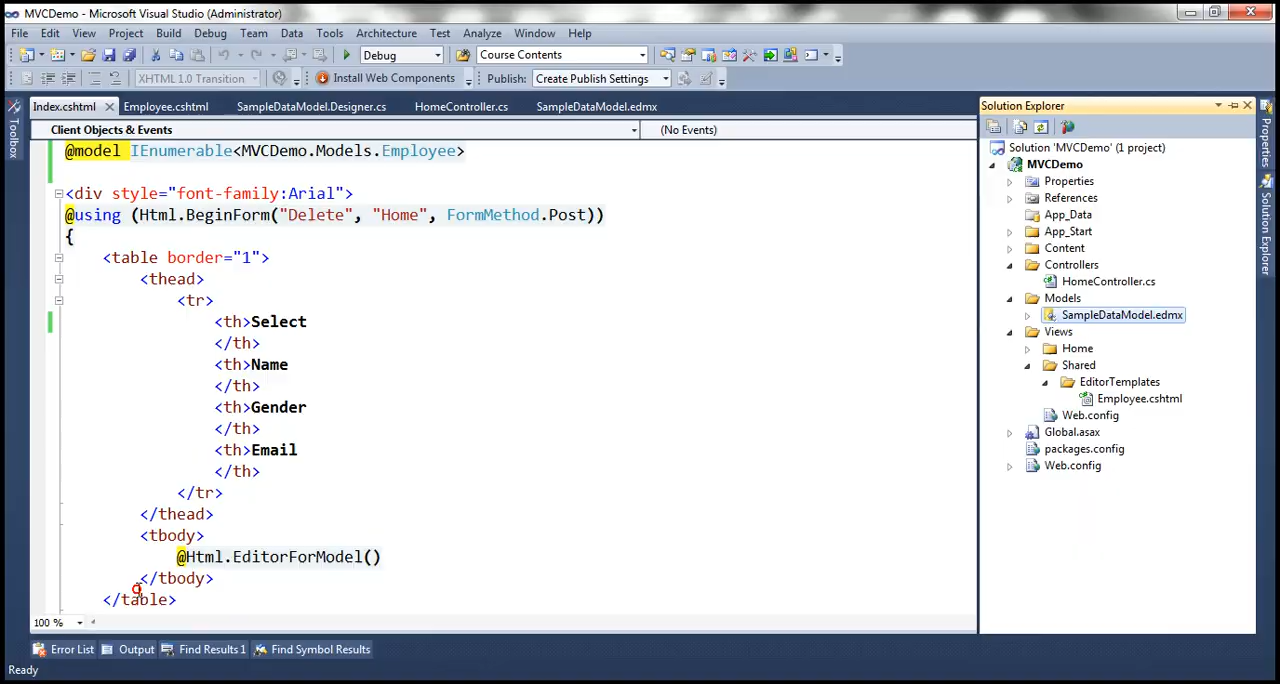 MVCDemo - Microsoft Visual Studio (Administrator)
File Edit View Project Build Debug Team Data Tools Architecture Test Analyze Window Help
Debug Course Contents
XHTML 1.0 Transition Install Web Components Publish: Create Publish Settings
Index.cshtml Employee.cshtml SampleDataModel.Designer.cs HomeController.cs SampleDataModel.edmx
Client Objects & Events (No Events)
@model IEnumerable<MVCDemo.Models.Employee>
<div style="font-family:Arial">
@using (Html.BeginForm("Delete", "Home", FormMethod.Post))
{
<table border="1">
<thead>
<tr>
<th>Select
</th>
<th>Name
</th>
<th>Gender
</th>
<th>Email
</th>
</tr>
</thead>
<tbody>
@Html.EditorForModel()
</tbody>
</table>
100 %
Toolbox
Solution Explorer
Solution 'MVCDemo' (1 project)
MVCDemo
Properties
References
App_Data
App_Start
Content
Controllers
HomeController.cs
Models
SampleDataModel.edmx
Views
Home
Shared
EditorTemplates
Employee.cshtml
Web.config
Global.asax
packages.config
Web.config
Properties
Solution Explorer
Error List Output Find Results 1 Find Symbol Results
Ready